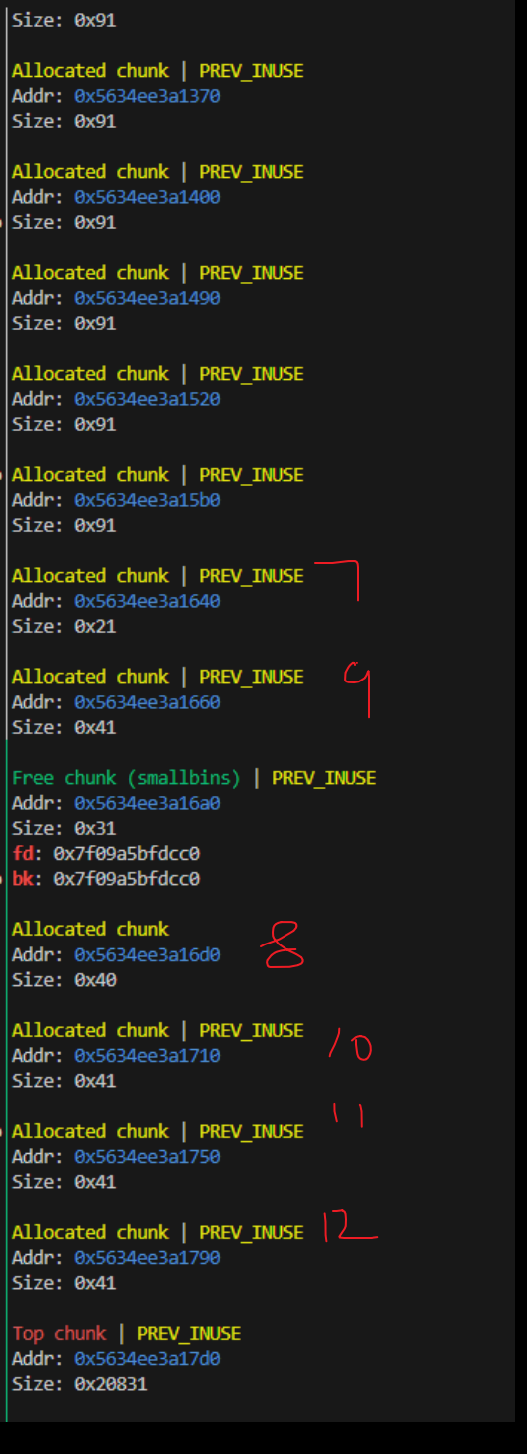 Size: 0x91
Allocated chunk | PREV_INUSE
Addr: 0x5634ee3a1370
Size: 0x91
Allocated chunk | PREV_INUSE
Addr: 0x5634ee3a1400
Size: 0x91
Allocated chunk | PREV_INUSE
Addr: 0x5634ee3a1490
Size: 0x91
Allocated chunk | PREV_INUSE
Addr: 0x5634ee3a1520
Size: 0x91
Allocated chunk | PREV_INUSE
Addr: 0x5634ee3a15b0
Size: 0x91
Allocated chunk | PREV_INUSE 7
Addr: 0x5634ee3a1640
Size: 0x21
Allocated chunk | PREV_INUSE 9
Addr: 0x5634ee3a1660
Size: 0x41
Free chunk (smallbins) | PREV_INUSE
Addr: 0x5634ee3a16a0
Size: 0x31
fd: 0x7f09a5bfdcc0
bk: 0x7f09a5bfdcc0
Allocated chunk
Addr: 0x5634ee3a16d0 8
Size: 0x40
Allocated chunk | PREV_INUSE 10
Addr: 0x5634ee3a1710
Size: 0x41
Allocated chunk | PREV_INUSE 11
Addr: 0x5634ee3a1750
Size: 0x41
Allocated chunk | PREV_INUSE 12
Addr: 0x5634ee3a1790
Size: 0x41
Top chunk | PREV_INUSE
Addr: 0x5634ee3a17d0
Size: 0x20831